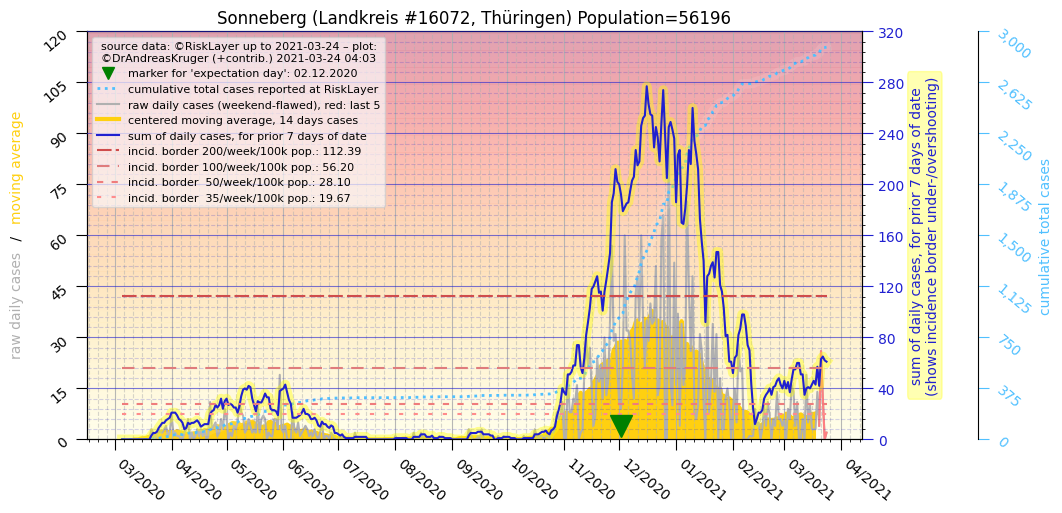 Sonneberg (Landkreis #16072, Thüringen) Population=56196
source data: ©RiskLayer up to 2021-03-24 – plot:
©DrAndreasKruger (+contrib.) 2021-03-24 04:03
marker for 'expectation day': 02.12.2020
cumulative total cases reported at RiskLayer
raw daily cases (weekend-flawed), red: last 5
centered moving average, 14 days cases
sum of daily cases, for prior 7 days of date
incid. border 200/week/100k pop.: 112.39
incid. border 100/week/100k pop.: 56.20
incid. border  50/week/100k pop.: 28.10
incid. border  35/week/100k pop.: 19.67
raw daily cases  /  moving average
120
105
90
75
60
45
30
15
0
03/2020
04/2020
05/2020
06/2020
07/2020
08/2020
09/2020
10/2020
11/2020
12/2020
01/2021
02/2021
03/2021
04/2021
320
280
240
200
160
120
80
40
0
sum of daily cases, for prior 7 days of date
(shows incidence border under-/overshooting)
3,000
2,625
2,250
1,875
1,500
1,125
750
375
0
cumulative total cases